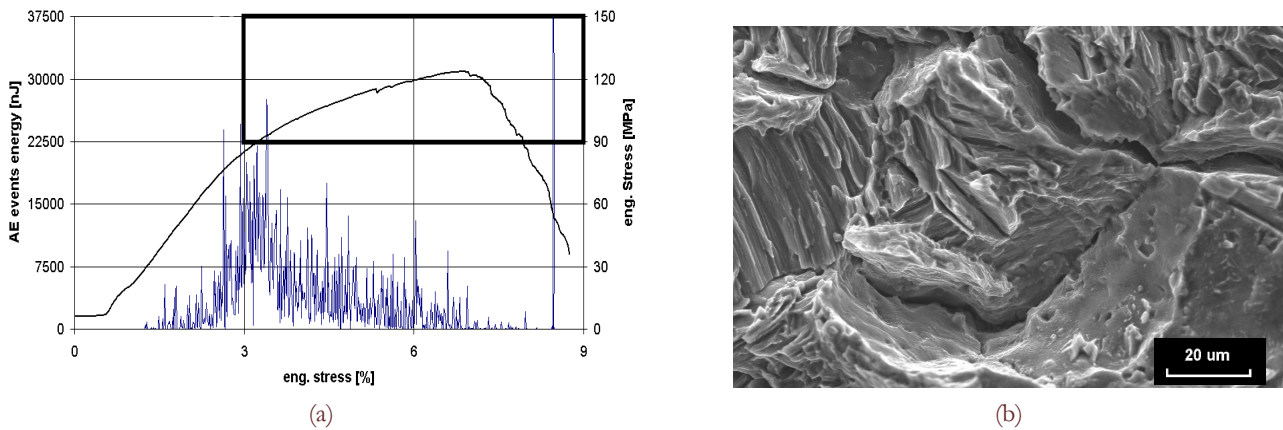 AE events energy [nJ]
37500
30000
22500
15000
7500
0
150
120
90
60
30
0
eng. Stress [MPa]
0 3 6 9
eng. stress [%]
(a)
20 um
(b)